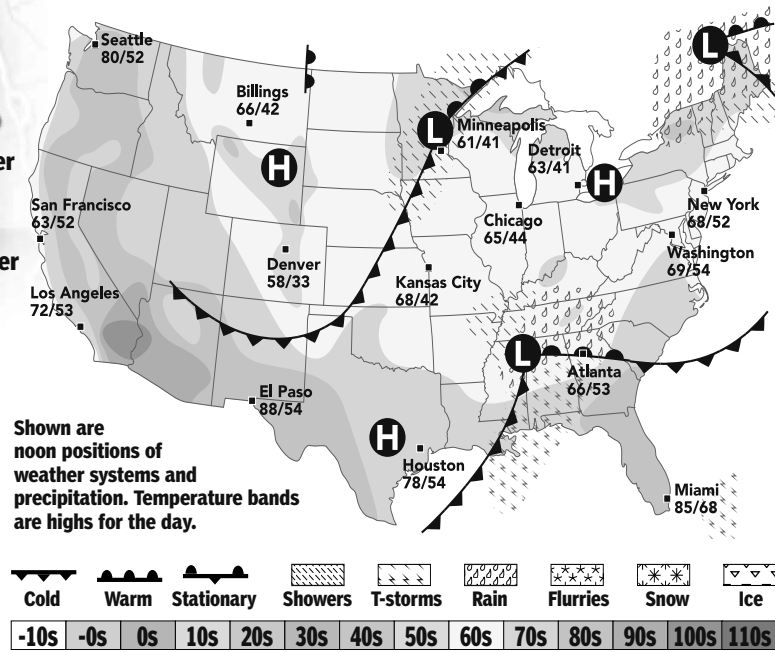 er
er
Seattle
80/52
Billings
66/42
L
Minneapolis
61/41
L
Detroit
63/41
H
H
San Francisco
63/52
Chicago
65/44
New York
68/52
Denver
58/33
Kansas City
68/42
Washington
69/54
Los Angeles
72/53
L
Atlanta
66/53
El Paso
88/54
H
Houston
78/54
Miami
85/68
Shown are
noon positions of
weather systems and
precipitation. Temperature bands
are highs for the day.
Cold Warm Stationary Showers T-storms Rain Flurries Snow Ice
-10s -0s 0s 10s 20s 30s 40s 50s 60s 70s 80s 90s 100s 110s